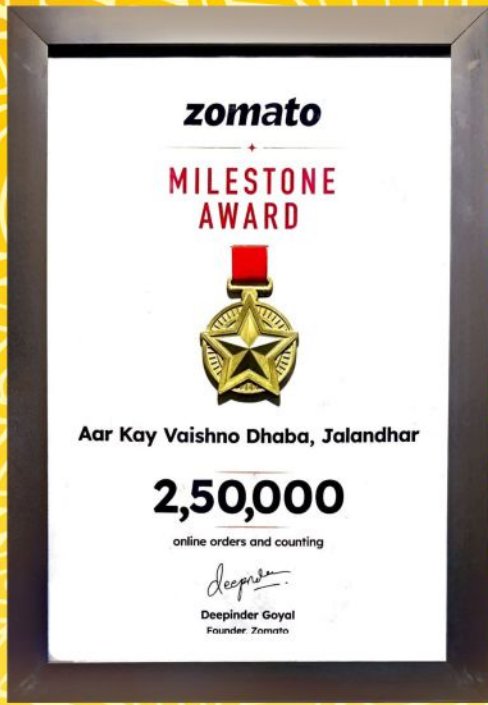 zomato
MILESTONE
AWARD
Aar Kay Vaishno Dhaba, Jalandhar
2,50,000
online orders and counting
deepinder
Deepinder Goyal
Founder, Zomato